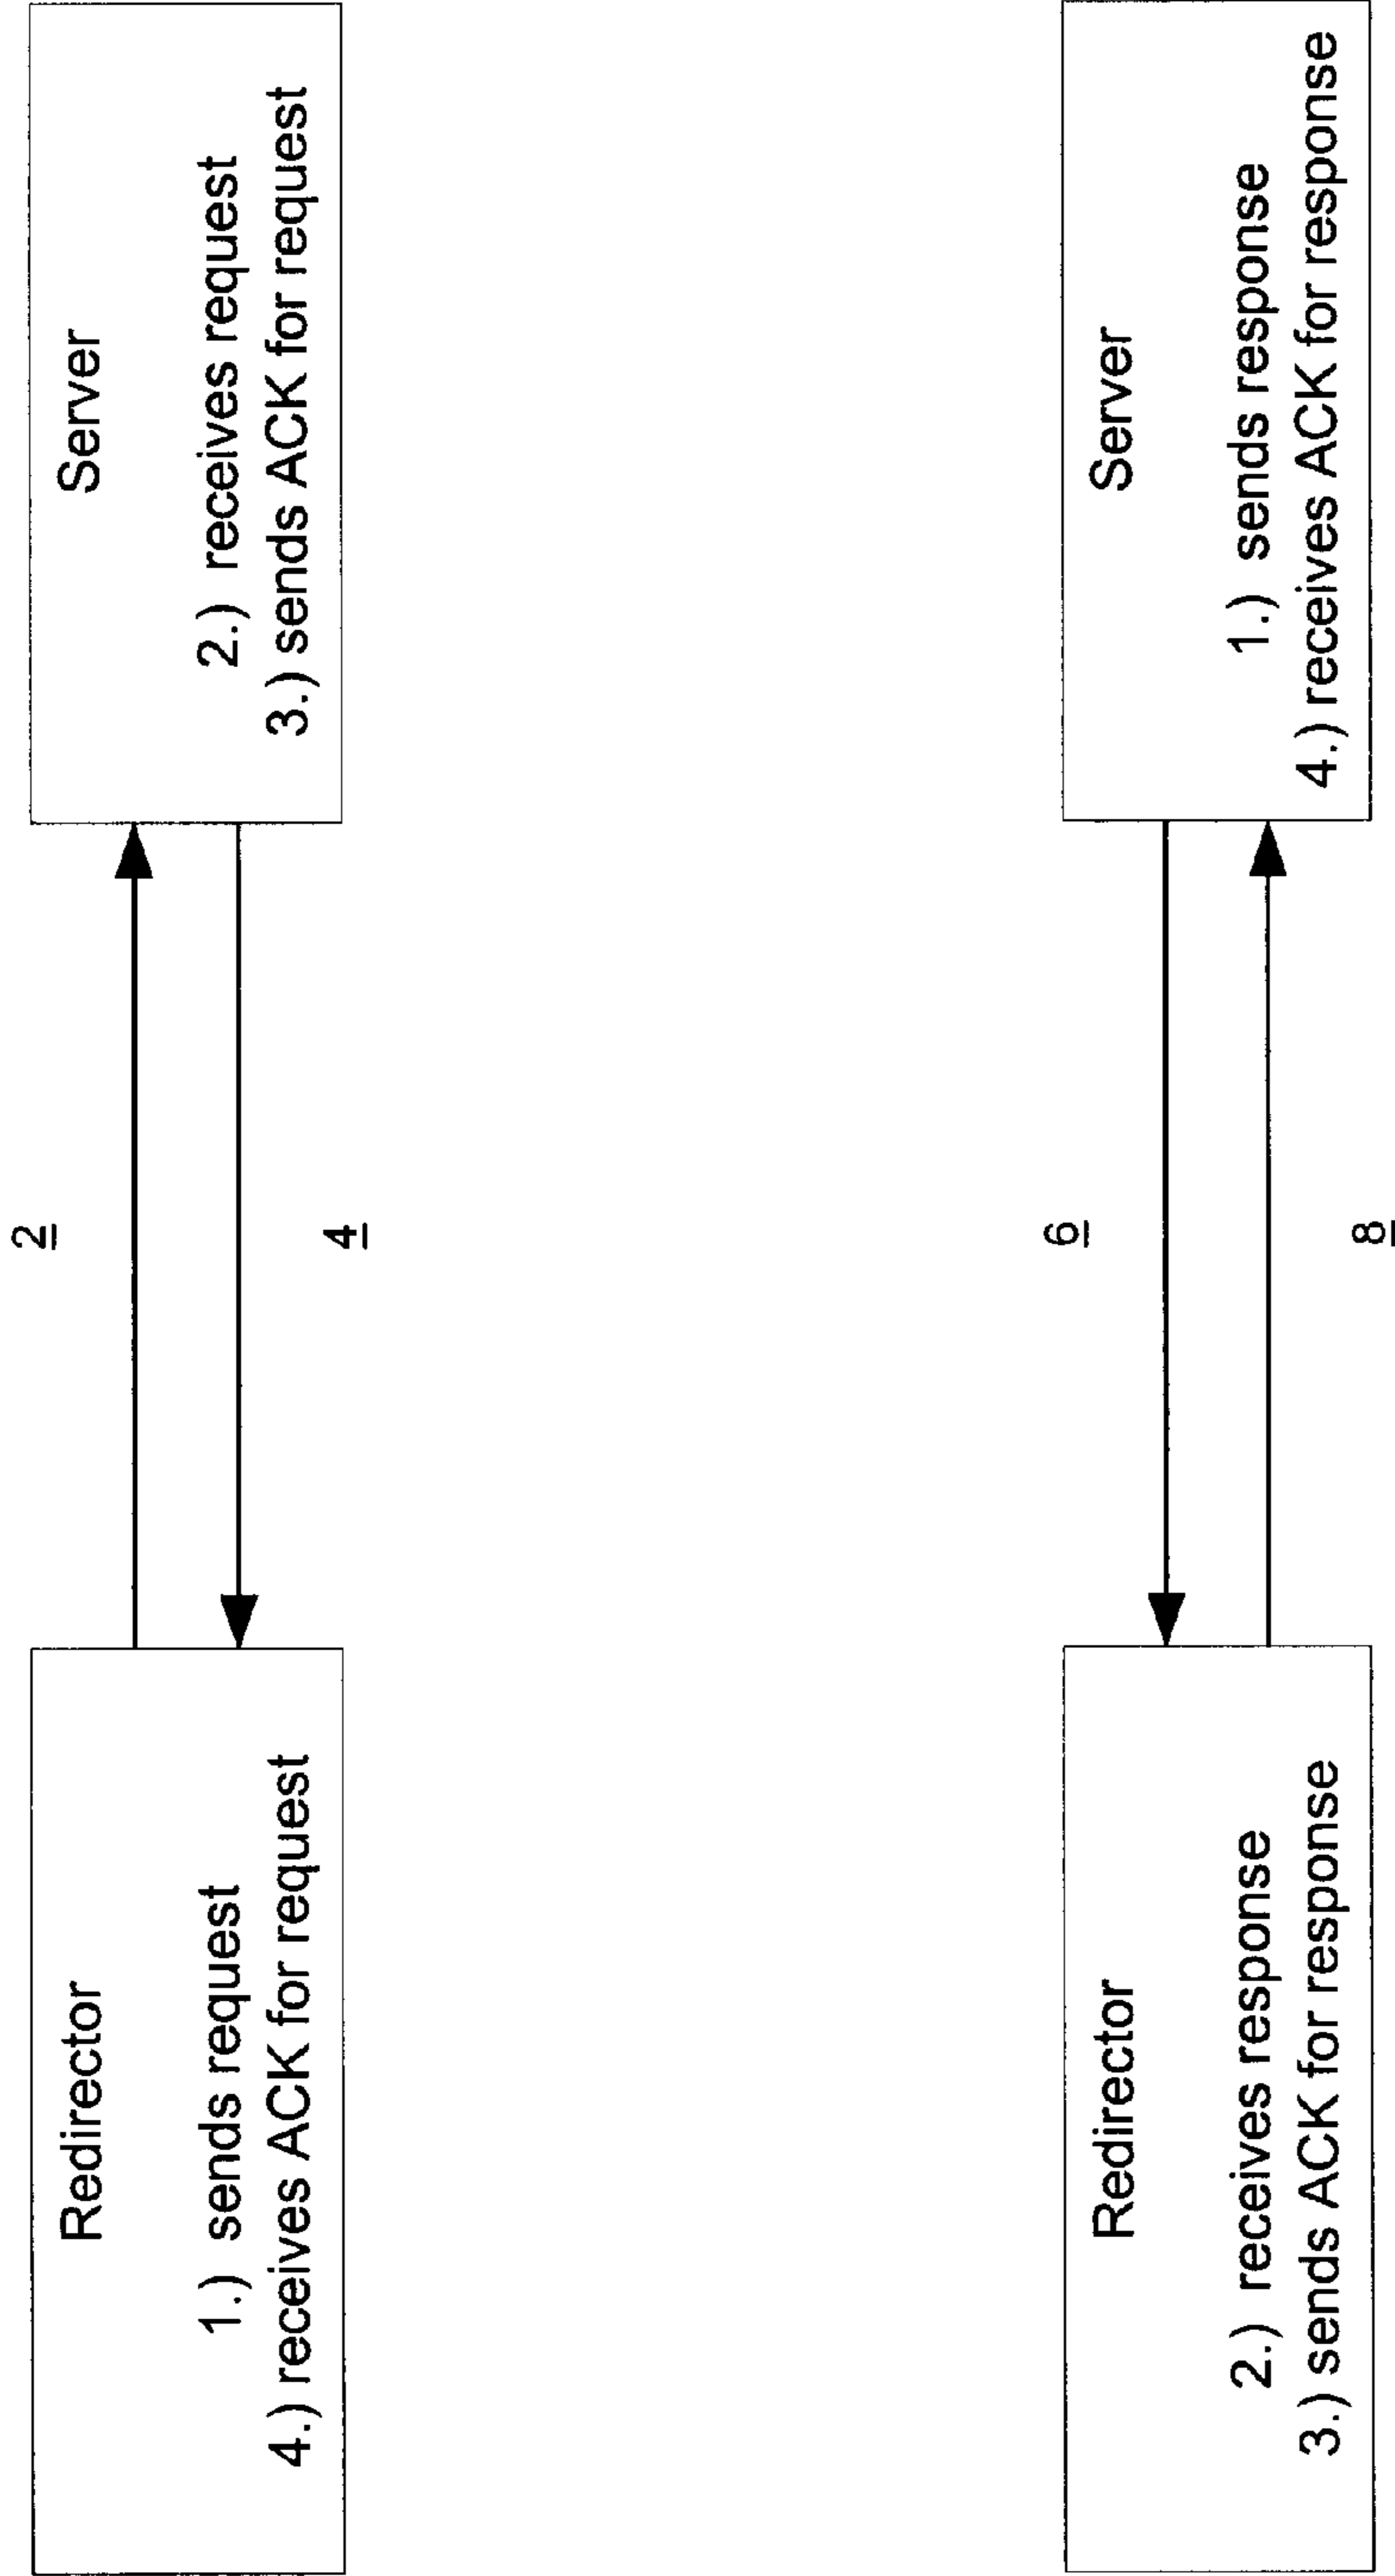 Redirector
1.) sends request
4.) receives ACK for request
2
4
Server
2.) receives request
3.) sends ACK for request
Redirector
2.) receives response
3.) sends ACK for response
6
8
Server
1.) sends response
4.) receives ACK for response